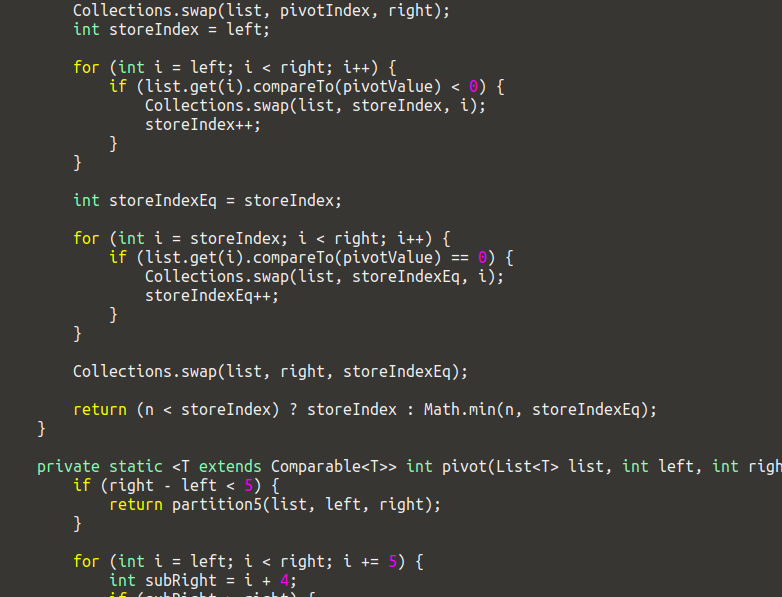 Collections.swap(list, pivotIndex, right);
int storeIndex = left;
for (int i = left; i < right; i++) {
if (list.get(i).compareTo(pivotValue) < 0) {
Collections.swap(list, storeIndex, i);
storeIndex++;
}
}
int storeIndexEq = storeIndex;
for (int i = storeIndex; i < right; i++) {
if (list.get(i).compareTo(pivotValue) == 0) {
Collections.swap(list, storeIndexEq, i);
storeIndexEq++;
}
}
Collections.swap(list, right, storeIndexEq);
return (n < storeIndex) ? storeIndex : Math.min(n, storeIndexEq);
}
private static <T extends Comparable<T>> int pivot(List<T> list, int left, int righ
if (right - left < 5) {
return partition5(list, left, right);
}
for (int i = left; i < right; i += 5) {
int subRight = i + 4;
if (subRight > right) {